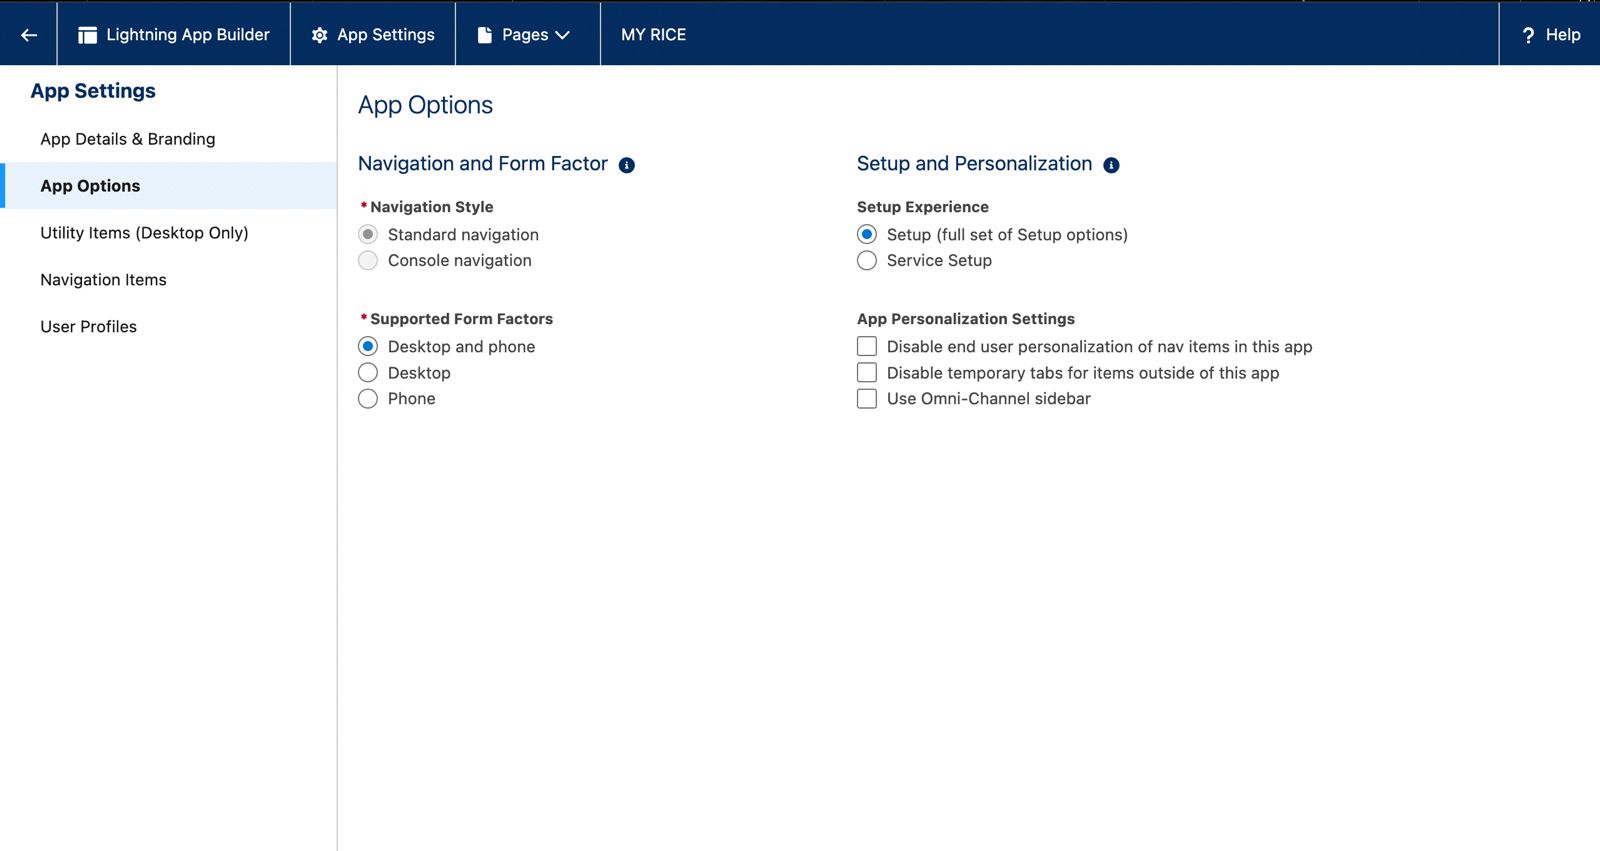 Lightning App Builder
App Settings
Pages
MY RICE
? Help
App Settings
App Details & Branding
App Options
Utility Items (Desktop Only)
Navigation Items
User Profiles
App Options
Navigation and Form Factor
*Navigation Style
Standard navigation
Console navigation
*Supported Form Factors
Desktop and phone
Desktop
Phone
Setup and Personalization
Setup Experience
Setup (full set of Setup options)
Service Setup
App Personalization Settings
Disable end user personalization of nav items in this app
Disable temporary tabs for items outside of this app
Use Omni-Channel sidebar